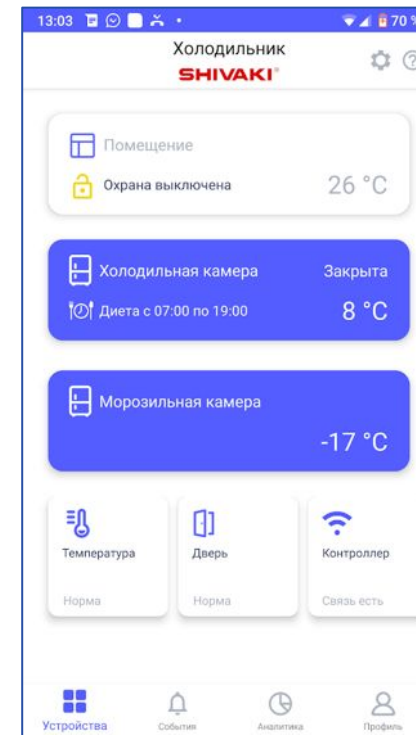 13:03 70 %
Холодильник
SHIVAKI®
Помещение
Охрана выключена 26 °C
Холодильная камера Закрыта
Диета с 07:00 по 19:00 8 °C
Морозильная камера
-17 °C
Температура Дверь Контроллер
Норма Норма Связь есть
Устройства События Аналитика Профиль